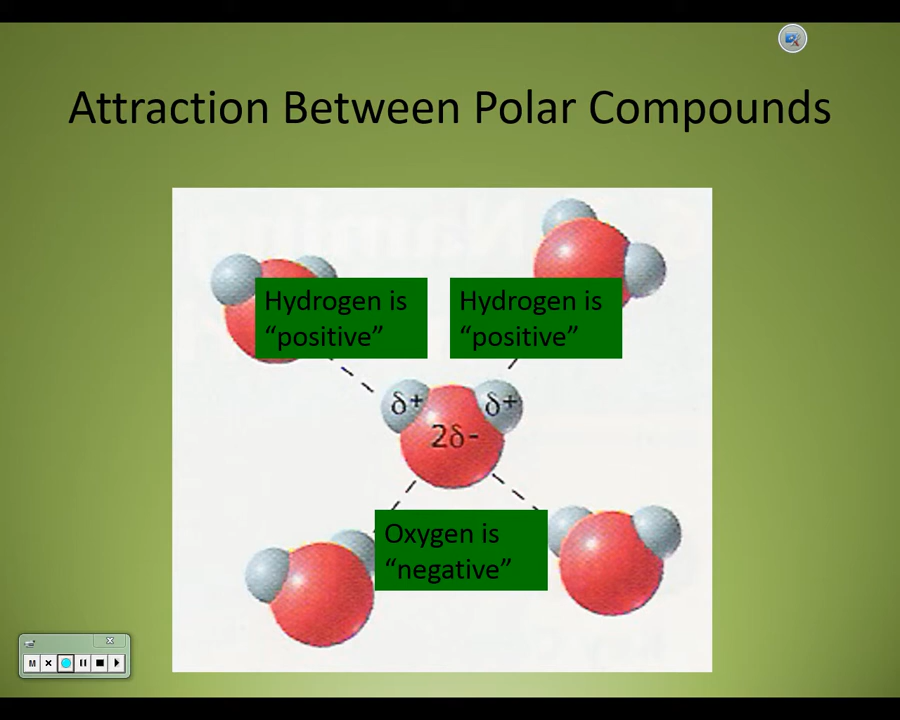 Attraction Between Polar Compounds
Hydrogen is
“positive”
Hydrogen is
“positive”
δ+
δ+
2δ-
Oxygen is
“negative”
M